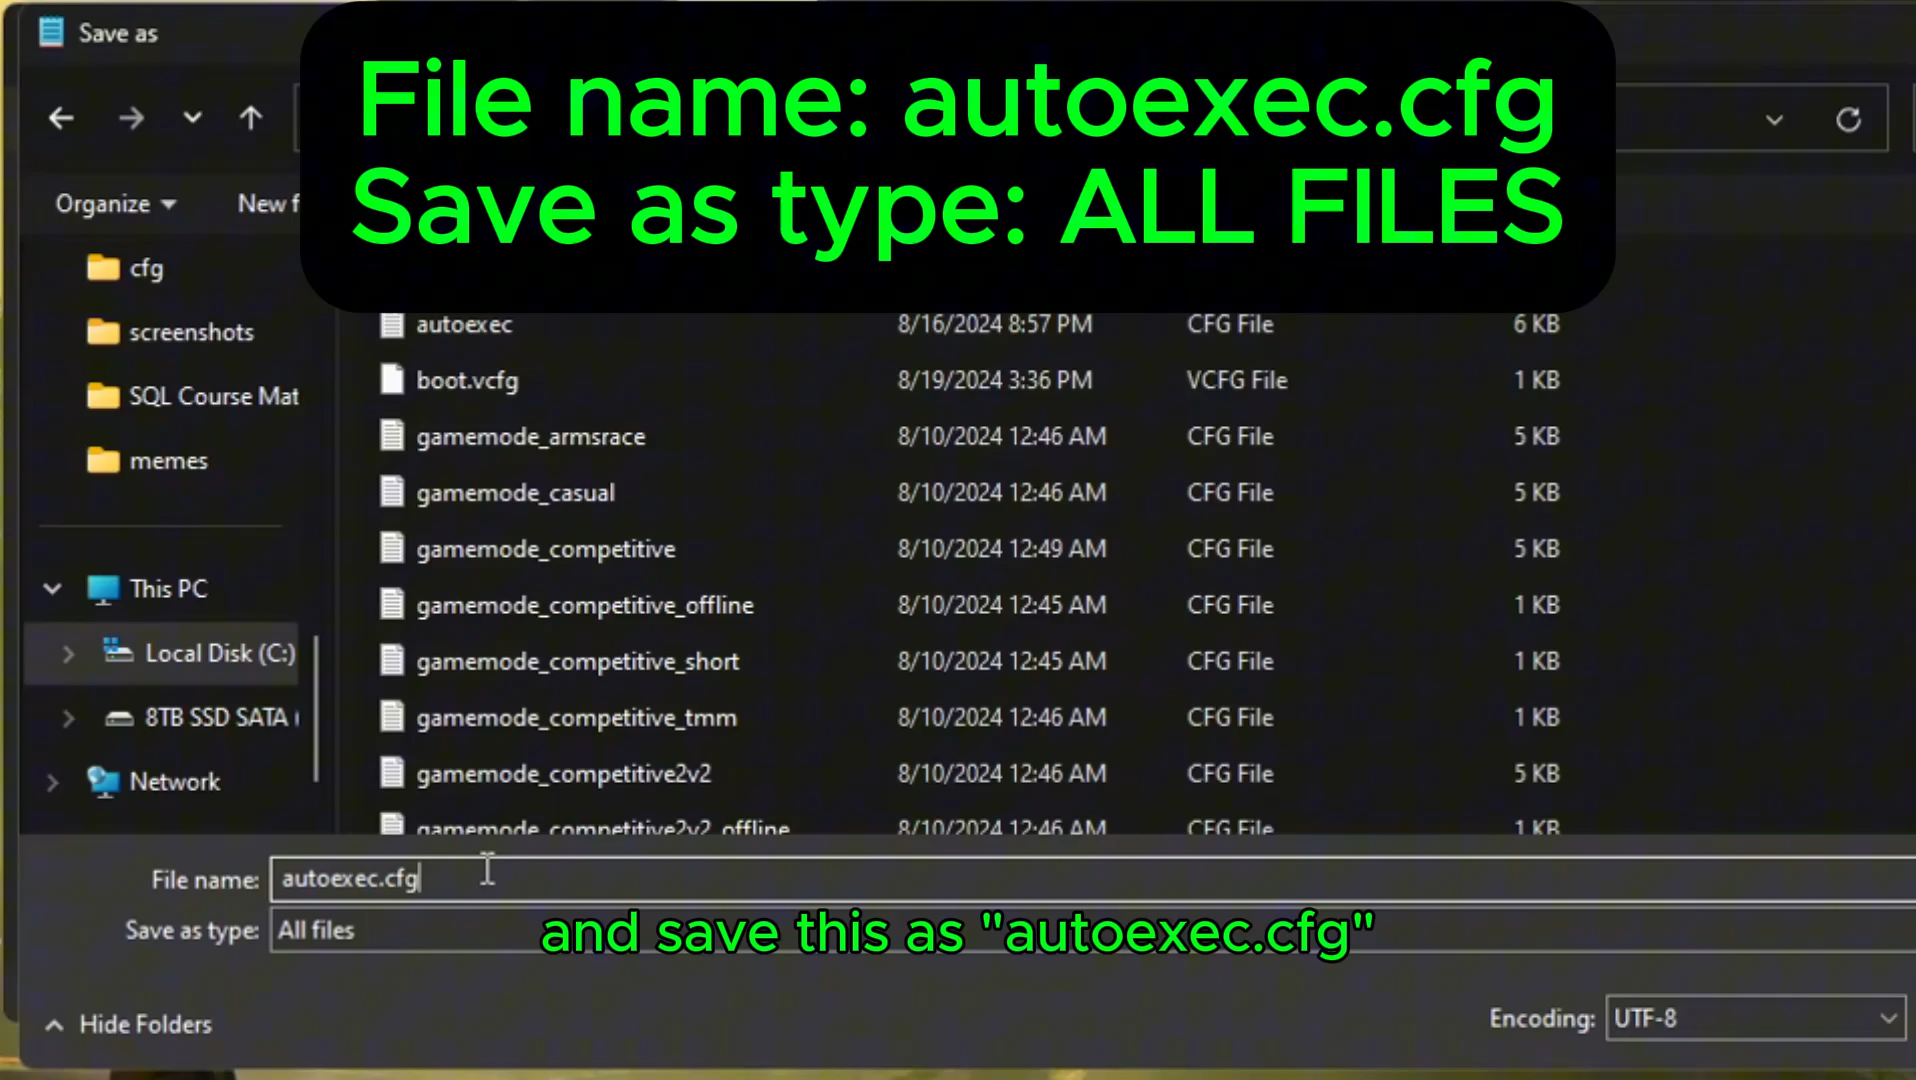 Save as
File name: autoexec.cfg
Save as type: ALL FILES
Organize
New f
cfg
screenshots
SQL Course Mat
memes
This PC
Local Disk (C:)
8TB SSD SATA (
Network
autoexec 8/16/2024 8:57 PM CFG File 6 KB
boot.vcfg 8/19/2024 3:36 PM VCFG File 1 KB
gamemode_armsrace 8/10/2024 12:46 AM CFG File 5 KB
gamemode_casual 8/10/2024 12:46 AM CFG File 5 KB
gamemode_competitive 8/10/2024 12:49 AM CFG File 5 KB
gamemode_competitive_offline 8/10/2024 12:45 AM CFG File 1 KB
gamemode_competitive_short 8/10/2024 12:45 AM CFG File 1 KB
gamemode_competitive_tmm 8/10/2024 12:46 AM CFG File 1 KB
gamemode_competitive2v2 8/10/2024 12:46 AM CFG File 5 KB
gamemode_competitive2v2_offline 8/10/2024 12:46 AM CFG File 1 KB
File name: autoexec.cfg
Save as type: All files
and save this as "autoexec.cfg"
Hide Folders
Encoding: UTF-8